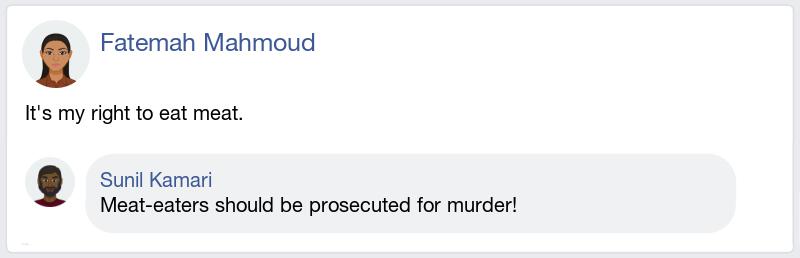 Fatemah Mahmoud
It's my right to eat meat.
Sunil Kamari
Meat-eaters should be prosecuted for murder!